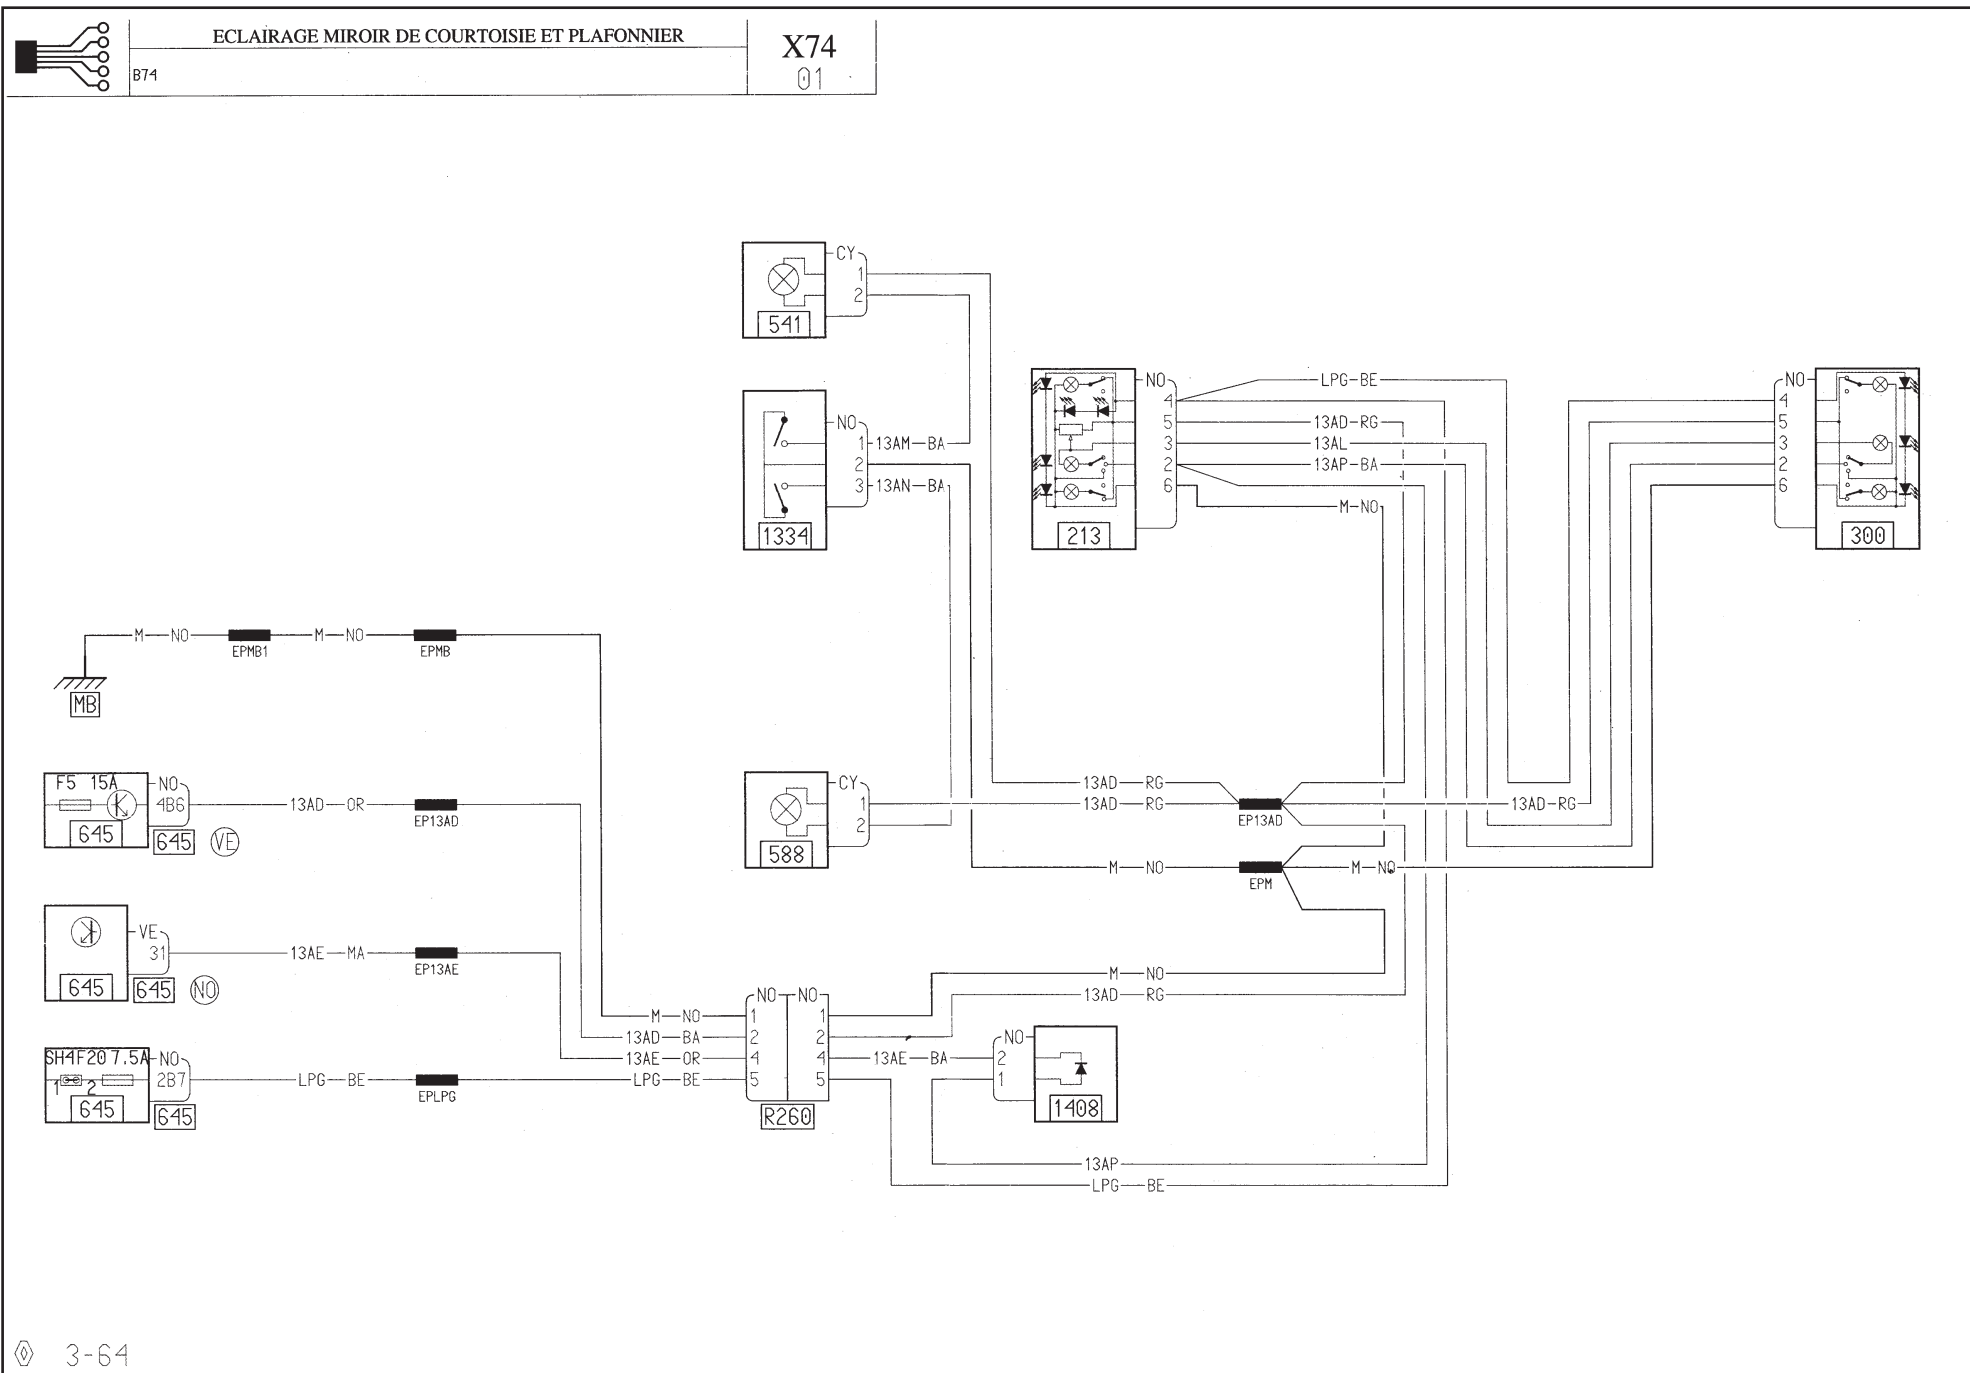 ECLAIRAGE MIROIR DE COURTOISIE ET PLAFONNIER
X74
B74
01
CY
1
2
541
NO
1 13AM BA
2
3 13AN BA
1334
NO
4 LPG-BE
5 13AD-RG
3 13AL
2 13AP-BA
6
M-NO
213
NO
4
5
3
2
6
300
M NO M NO
EPMB1 EPMB
MB
F5 15A NO
4B6 13AD OR
EP13AD
645 645 VE
CY
1
2
588
13AD RG
13AD RG
EP13AD
13AD-RG
M NO
EPM
M NO
VE
31 13AE MA
EP13AE
645 645 NO
M NO
13AD RG
NO NO
M NO 1 1
13AD BA 2 2
13AE OR 4 4 13AE BA
LPG BE 5 5
R260
NO
2
1
1408
SH4F20 7.5A NO
2B7 LPG BE
1 2
EPLPG
645 645
13AP
LPG BE
3-64